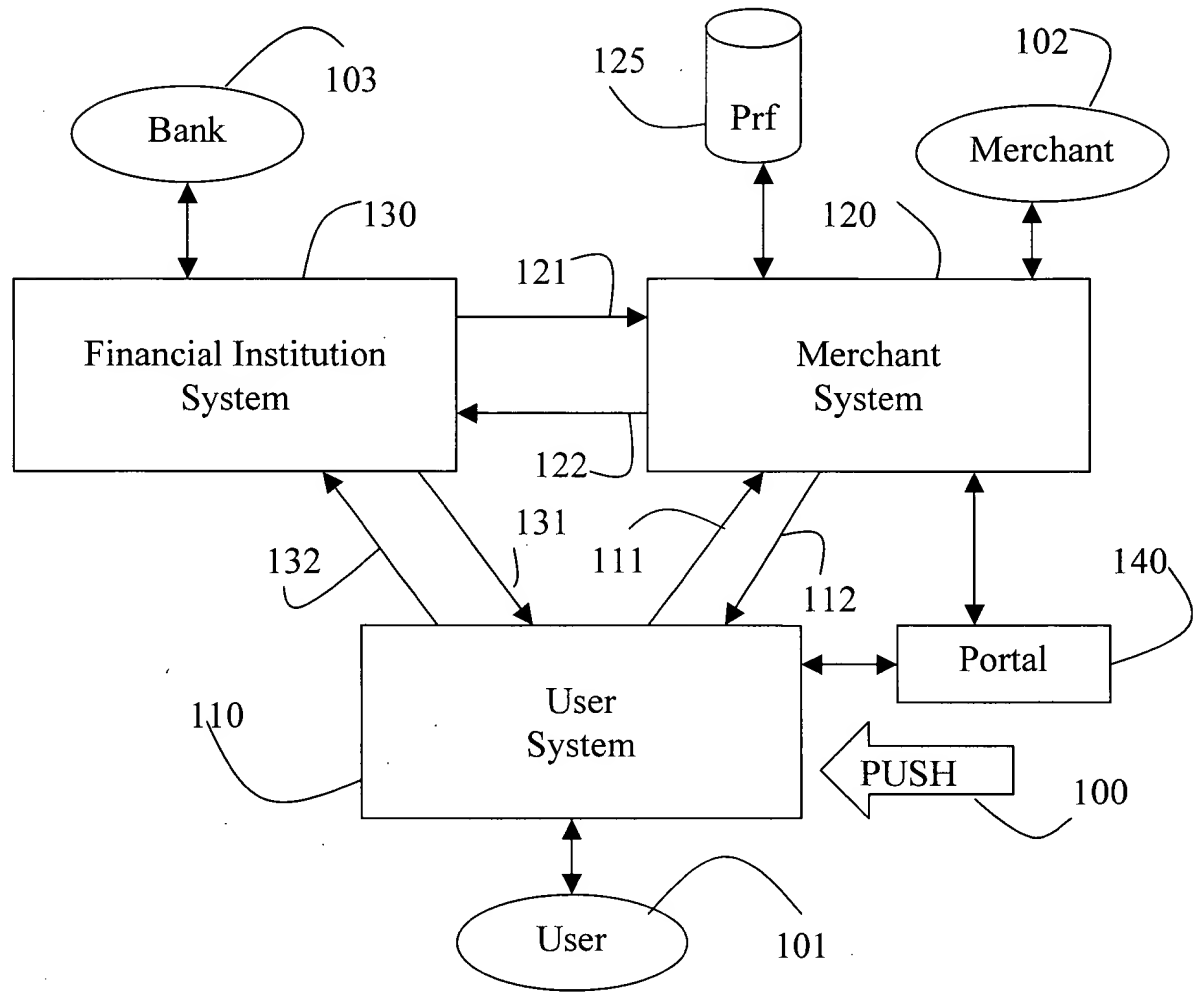 103
125
102
Bank
Prf
Merchant
130
120
121
Financial Institution
System
Merchant
System
122
132
131
111
112
140
Portal
110
User
System
PUSH
100
User
101